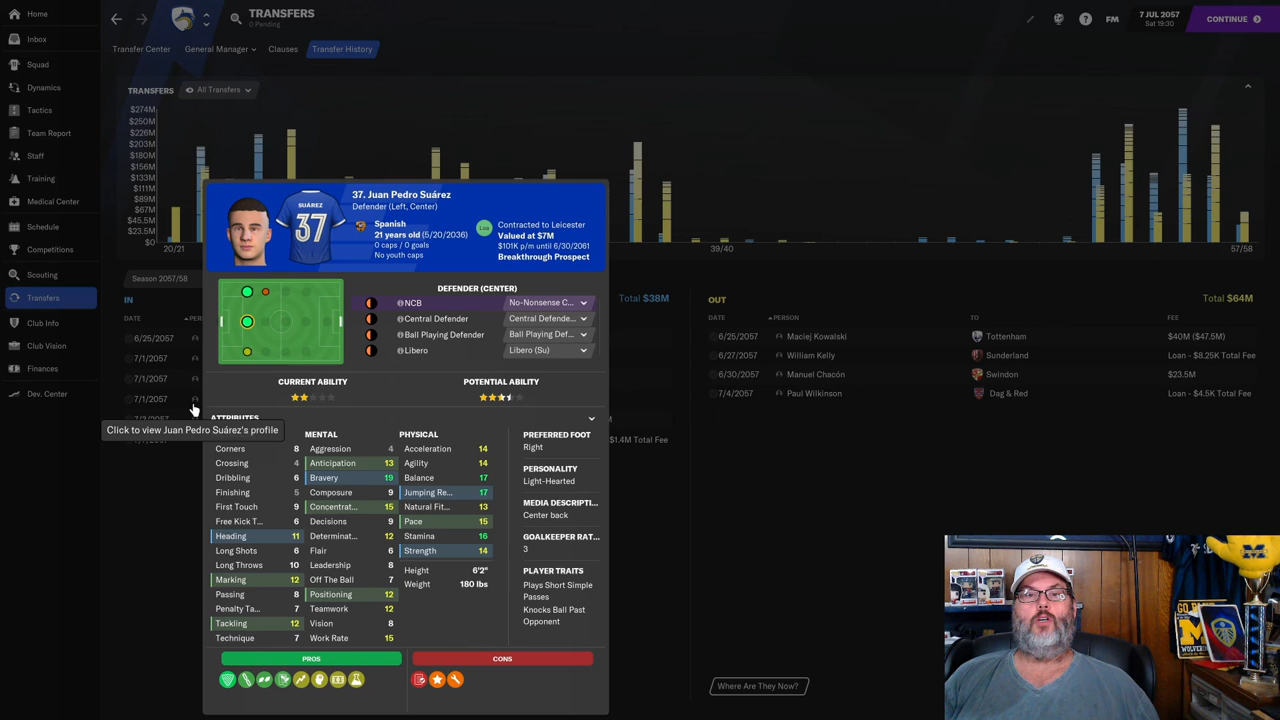 Home
TRANSFERS
0 Pending
FM
7 JUL 2057
Sat 19:30
CONTINUE
Inbox
Transfer Center
General Manager
Clauses
Transfer History
Squad
Dynamics
Tactics
Team Report
Staff
Training
Medical Center
Schedule
Competitions
Scouting
Transfers
Club Info
Club Vision
Finances
Dev. Center
TRANSFERS
All Transfers
$274M
$250M
$226M
$203M
$180M
$156M
$133M
$111M
$89M
$67M
$45.5M
$22.5M
$0
20/21
39/40
57/58
Season 2057/58
IN
Total $38M
DATE
6/25/2057
7/1/2057
7/1/2057
7/1/2057
$1.4M Total Fee
Click to view Juan Pedro Suárez's profile
OUT
Total $64M
DATE PERSON TO FEE
6/25/2057 Maciej Kowalski Tottenham $40M ($47.5M)
6/27/2057 William Kelly Sunderland Loan - $8.25K Total Fee
6/30/2057 Manuel Chacón Swindon $23.5M
7/4/2057 Paul Wilkinson Dag & Red Loan - $4.5K Total Fee
Where Are They Now?
SUÁREZ
37
37. Juan Pedro Suárez
Defender (Left, Center)
Spanish
21 years old (5/20/2036)
0 caps / 0 goals
No youth caps
Loa
Contracted to Leicester
Valued at $7M
$101K p/m until 6/30/2061
Breakthrough Prospect
DEFENDER (CENTER)
NCB No-Nonsense C...
Central Defender Central Defende...
Ball Playing Defender Ball Playing Def...
Libero Libero (Su)
CURRENT ABILITY
POTENTIAL ABILITY
ATTRIBUTES
Corners 8
Crossing 4
Dribbling 6
Finishing 5
First Touch 9
Free Kick T... 6
Heading 11
Long Shots 6
Long Throws 10
Marking 12
Passing 8
Penalty Ta... 7
Tackling 12
Technique 7
MENTAL
Aggression 4
Anticipation 13
Bravery 19
Composure 9
Concentrat... 15
Decisions 9
Determinat... 12
Flair 6
Leadership 8
Off The Ball 7
Positioning 12
Teamwork 12
Vision 8
Work Rate 15
PHYSICAL
Acceleration 14
Agility 14
Balance 17
Jumping Re... 17
Natural Fit... 13
Pace 15
Stamina 16
Strength 14
Height 6'2"
Weight 180 lbs
PREFERRED FOOT
Right
PERSONALITY
Light-Hearted
MEDIA DESCRIPTI...
Center back
GOALKEEPER RAT...
3
PLAYER TRAITS
Plays Short Simple
Passes
Knocks Ball Past
Opponent
PROS
CONS
GO
M